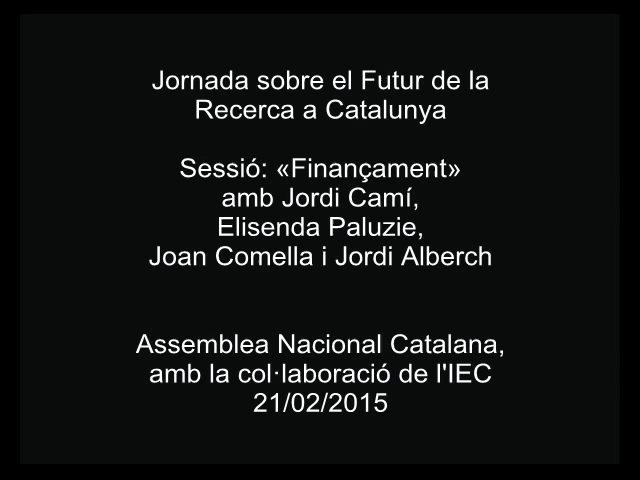 Jornada sobre el Futur de la
Recerca a Catalunya
Sessió: «Finançament»
amb Jordi Camí,
Elisenda Paluzie,
Joan Comella i Jordi Alberch
Assemblea Nacional Catalana,
amb la col·laboració de l'IEC
21/02/2015